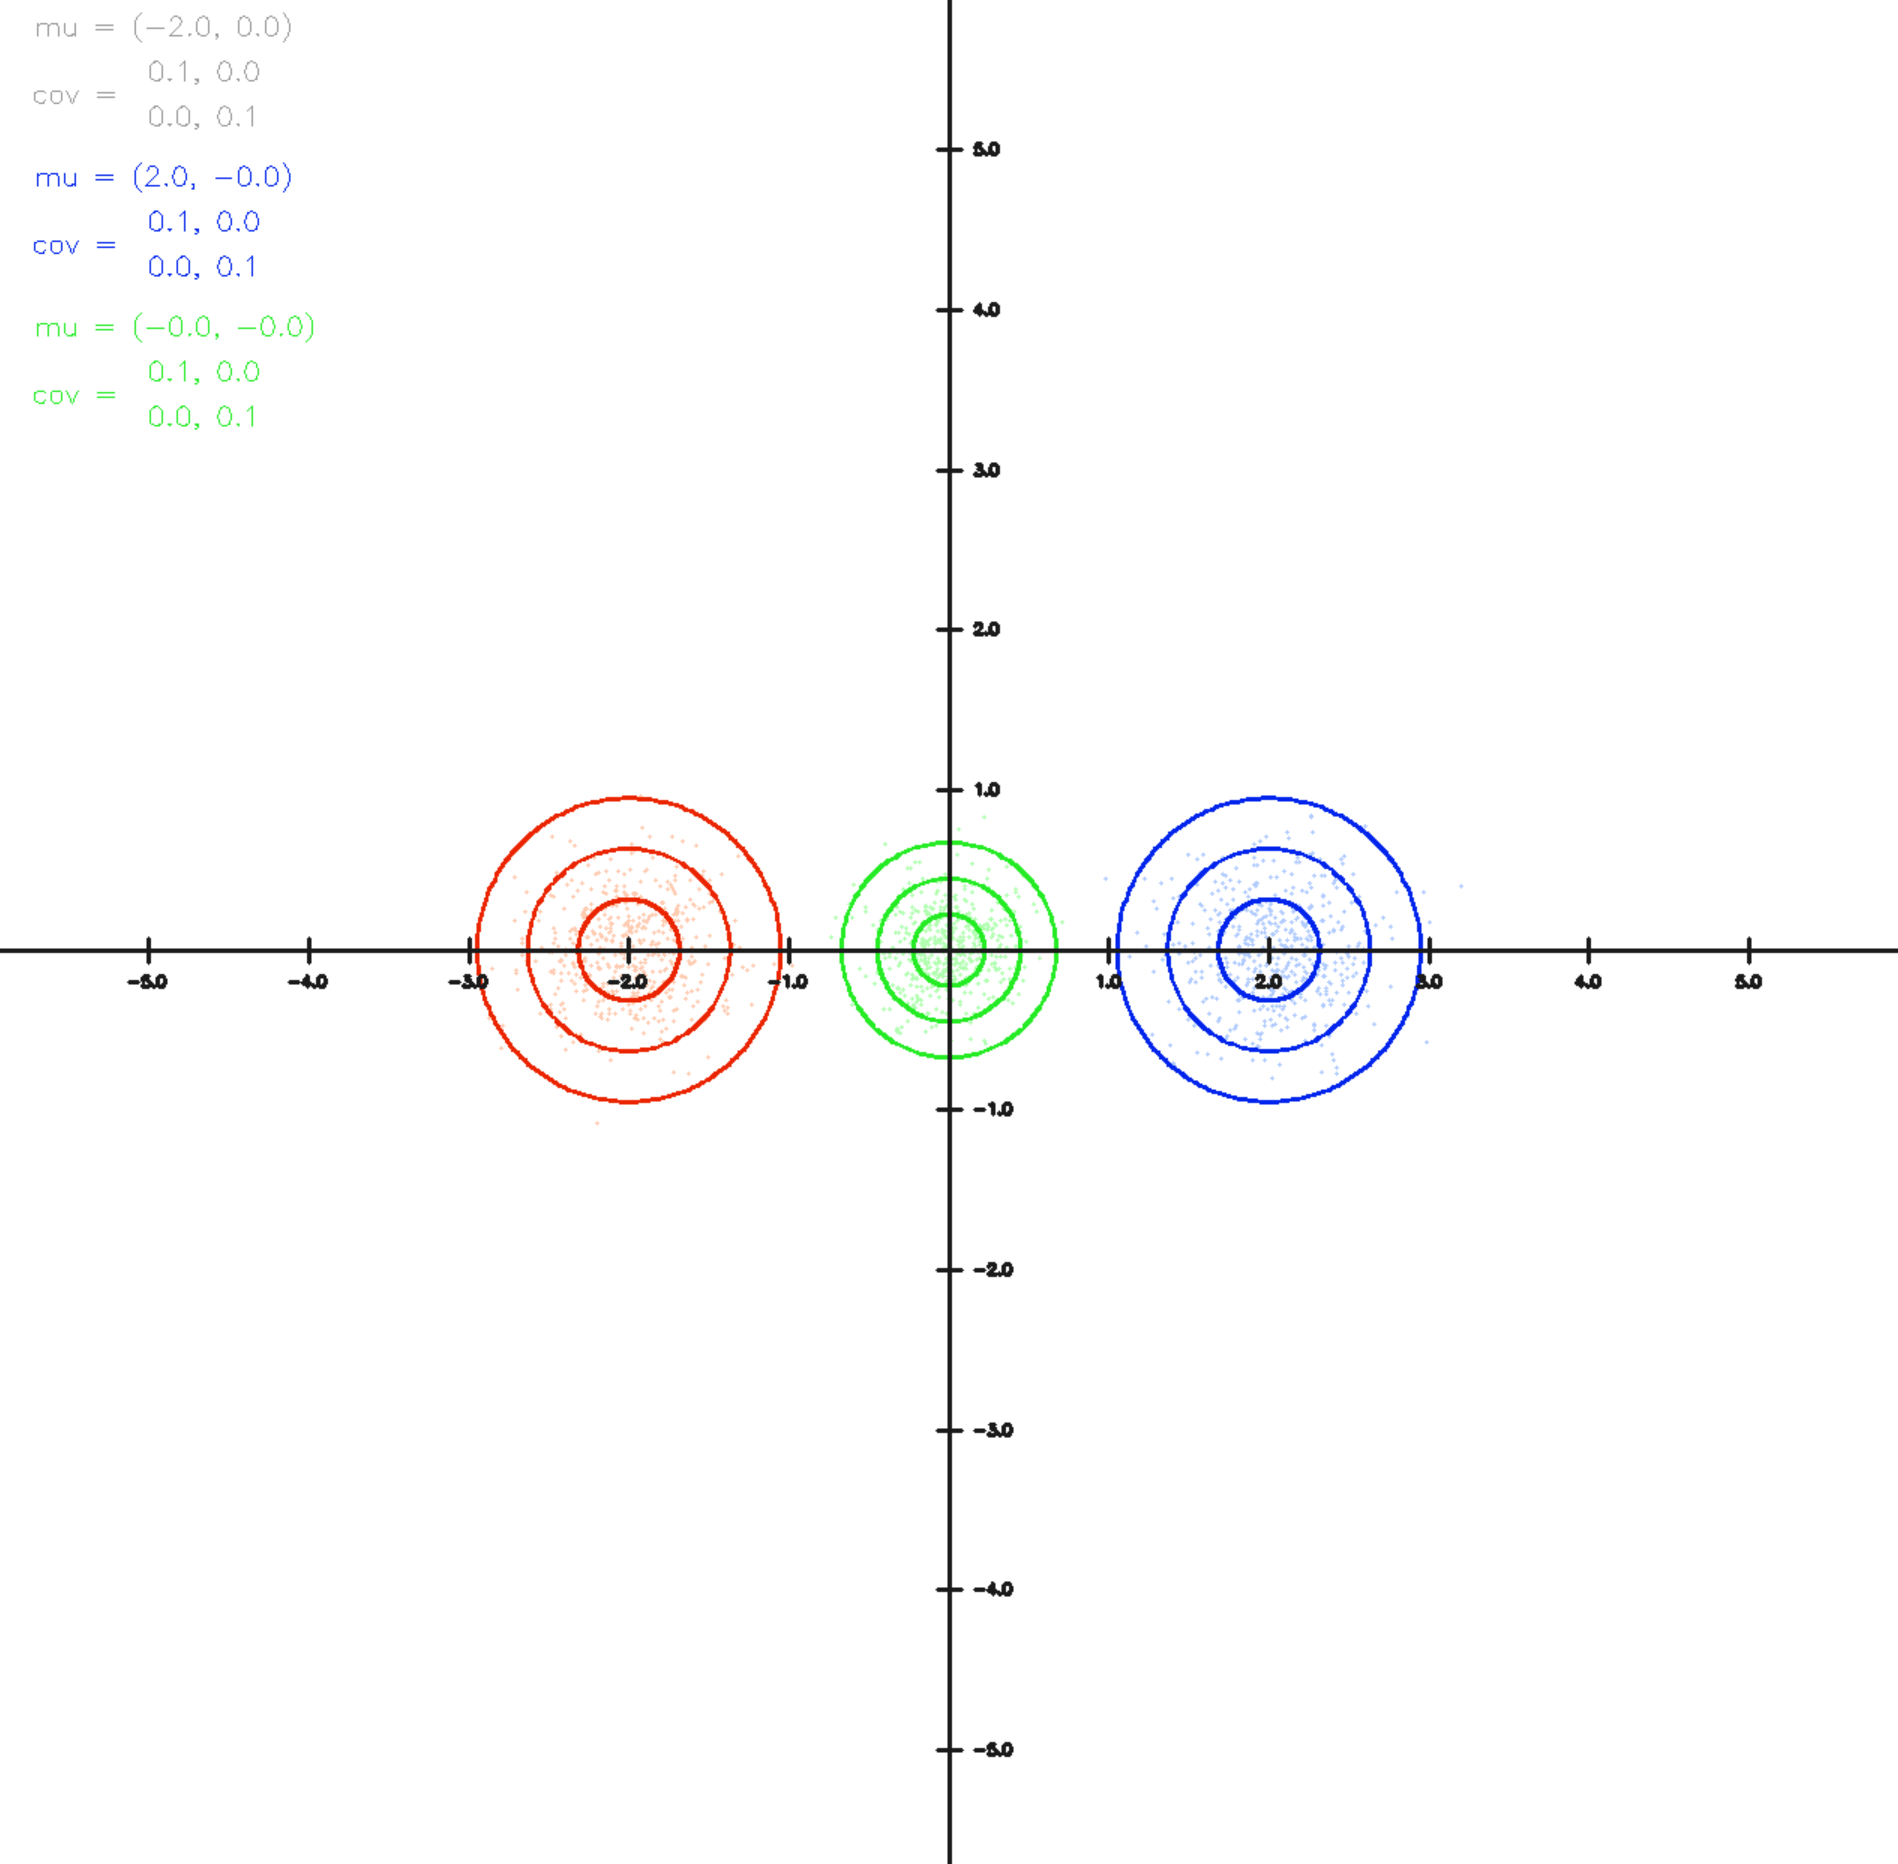 mu = (-2.0, 0.0)
0.1, 0.0
cov =
0.0, 0.1
mu = (2.0, -0.0)
0.1, 0.0
cov =
0.0, 0.1
mu = (-0.0, -0.0)
0.1, 0.0
cov =
0.0, 0.1
5.0
4.0
3.0
2.0
1.0
-5.0 -4.0 -3.0 -2.0 -1.0 1.0 2.0 3.0 4.0 5.0
-1.0
-2.0
-3.0
-4.0
-5.0